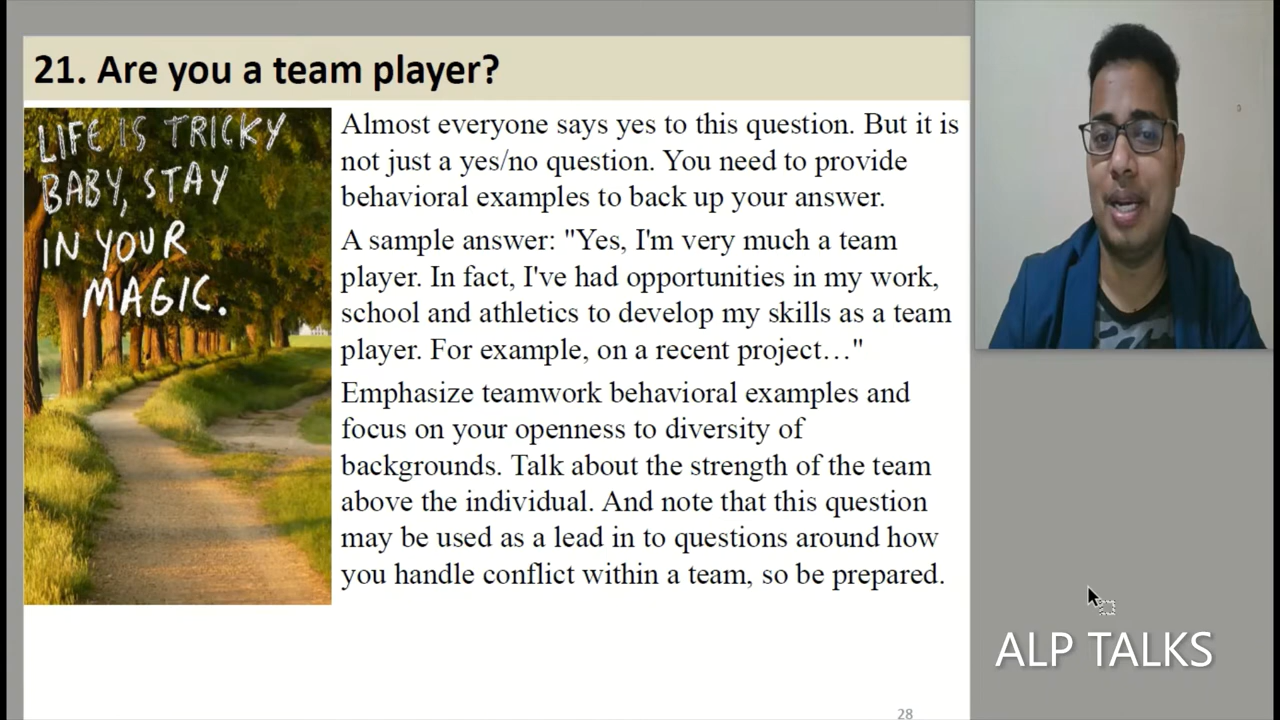 21. Are you a team player?
LIFE IS TRICKY
BABY, STAY
IN YOUR
MAGIC.
Almost everyone says yes to this question. But it is
not just a yes/no question. You need to provide
behavioral examples to back up your answer.
A sample answer: "Yes, I'm very much a team
player. In fact, I've had opportunities in my work,
school and athletics to develop my skills as a team
player. For example, on a recent project…"
Emphasize teamwork behavioral examples and
focus on your openness to diversity of
backgrounds. Talk about the strength of the team
above the individual. And note that this question
may be used as a lead in to questions around how
you handle conflict within a team, so be prepared.
ALP TALKS
28